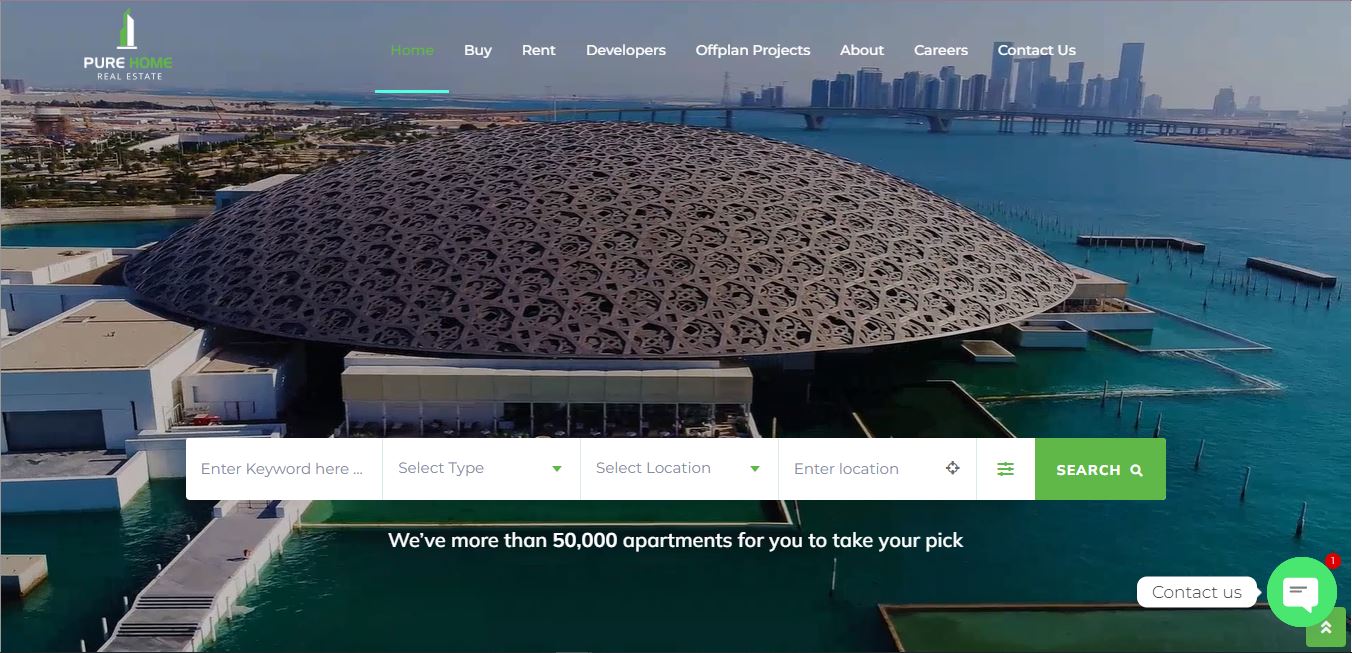 PURE HOME
REAL ESTATE
Home Buy Rent Developers Offplan Projects About Careers Contact Us
Enter Keyword here ... Select Type Select Location Enter location SEARCH
We've more than 50,000 apartments for you to take your pick
1
Contact us